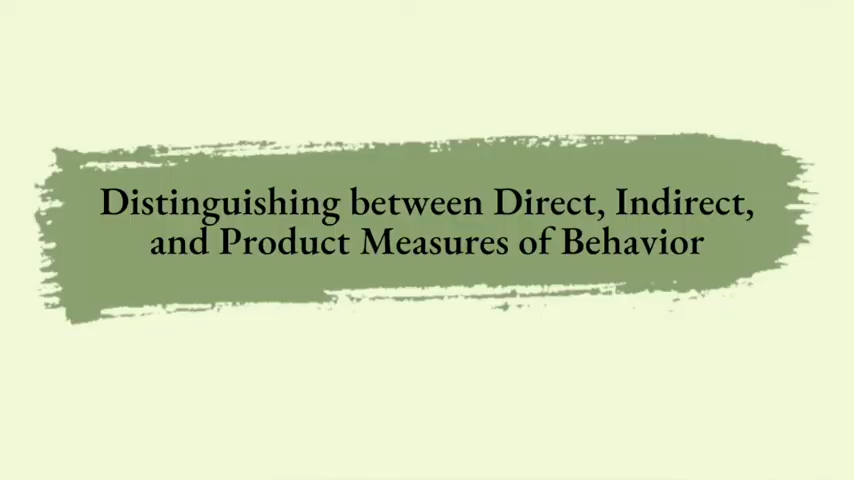 Distinguishing between Direct, Indirect,
and Product Measures of Behavior